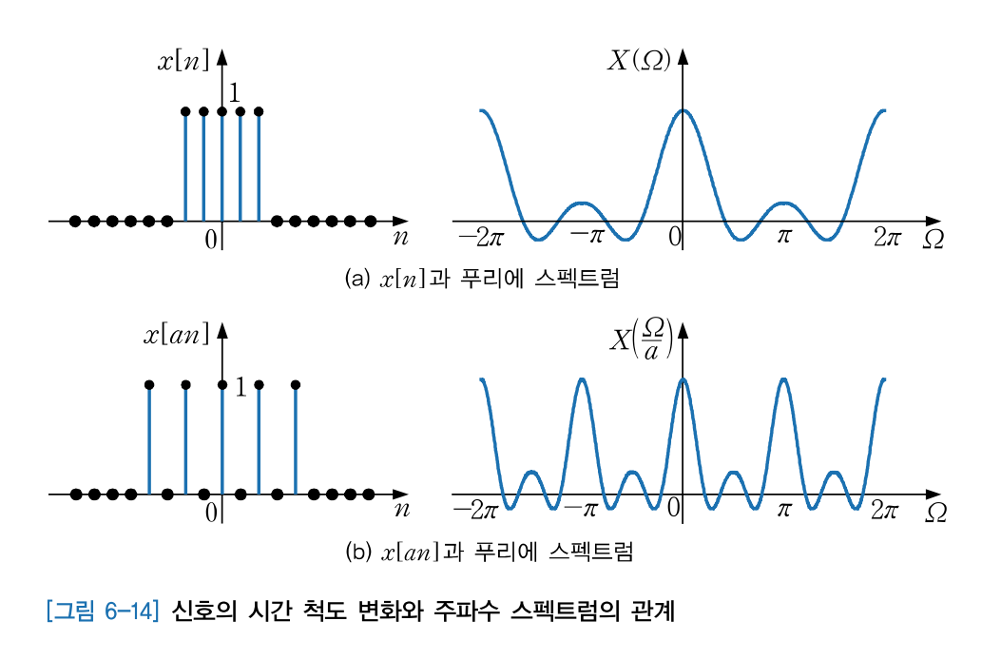 x[n]
1
0
n
X(Ω)
−2π
−π
0
π
2π
Ω
(a) x[n]과 푸리에 스펙트럼
x[an]
1
0
n
X(Ω/a)
−2π
−π
0
π
2π
Ω
(b) x[an]과 푸리에 스펙트럼
[그림 6-14] 신호의 시간 척도 변화와 주파수 스펙트럼의 관계